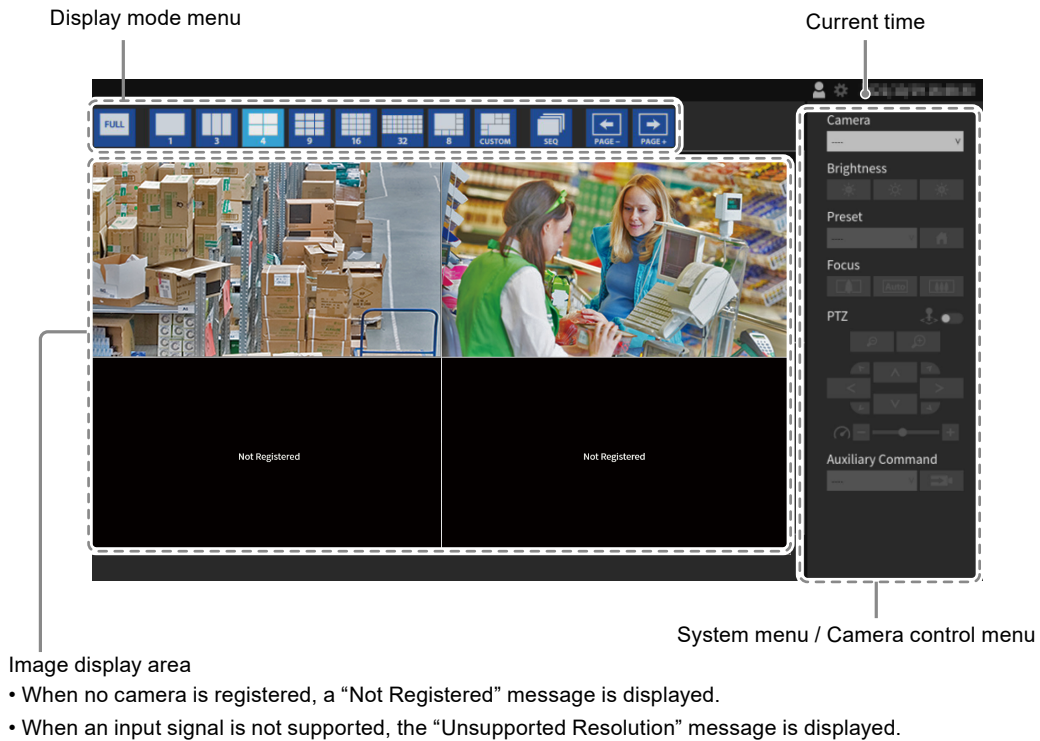 Display mode menu
Current time
FULL
1
3
4
9
16
32
8
CUSTOM
SEQ
PAGE −
PAGE +
Camera
----
Brightness
Preset
----
Focus
Auto
PTZ
Auxiliary Command
----
Not Registered
Not Registered
System menu / Camera control menu
Image display area
• When no camera is registered, a “Not Registered” message is displayed.
• When an input signal is not supported, the “Unsupported Resolution” message is displayed.